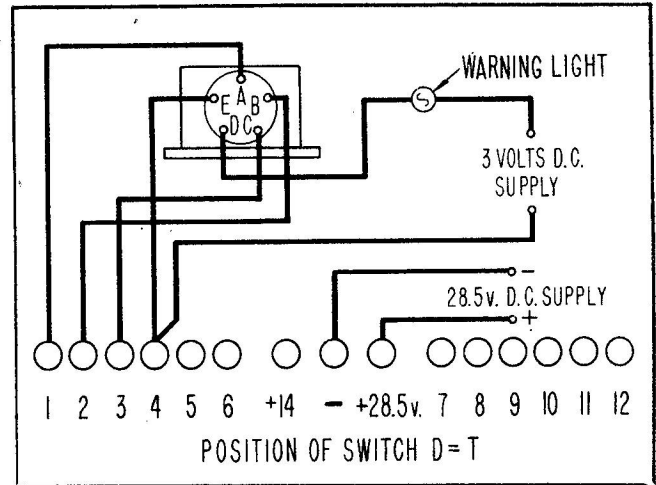 WARNING LIGHT
A
E B
D C
3 VOLTS D.C.
SUPPLY
-
28.5v. D.C. SUPPLY
+
1 2 3 4 5 6 +14 - +28.5v. 7 8 9 10 11 12
POSITION OF SWITCH D=T